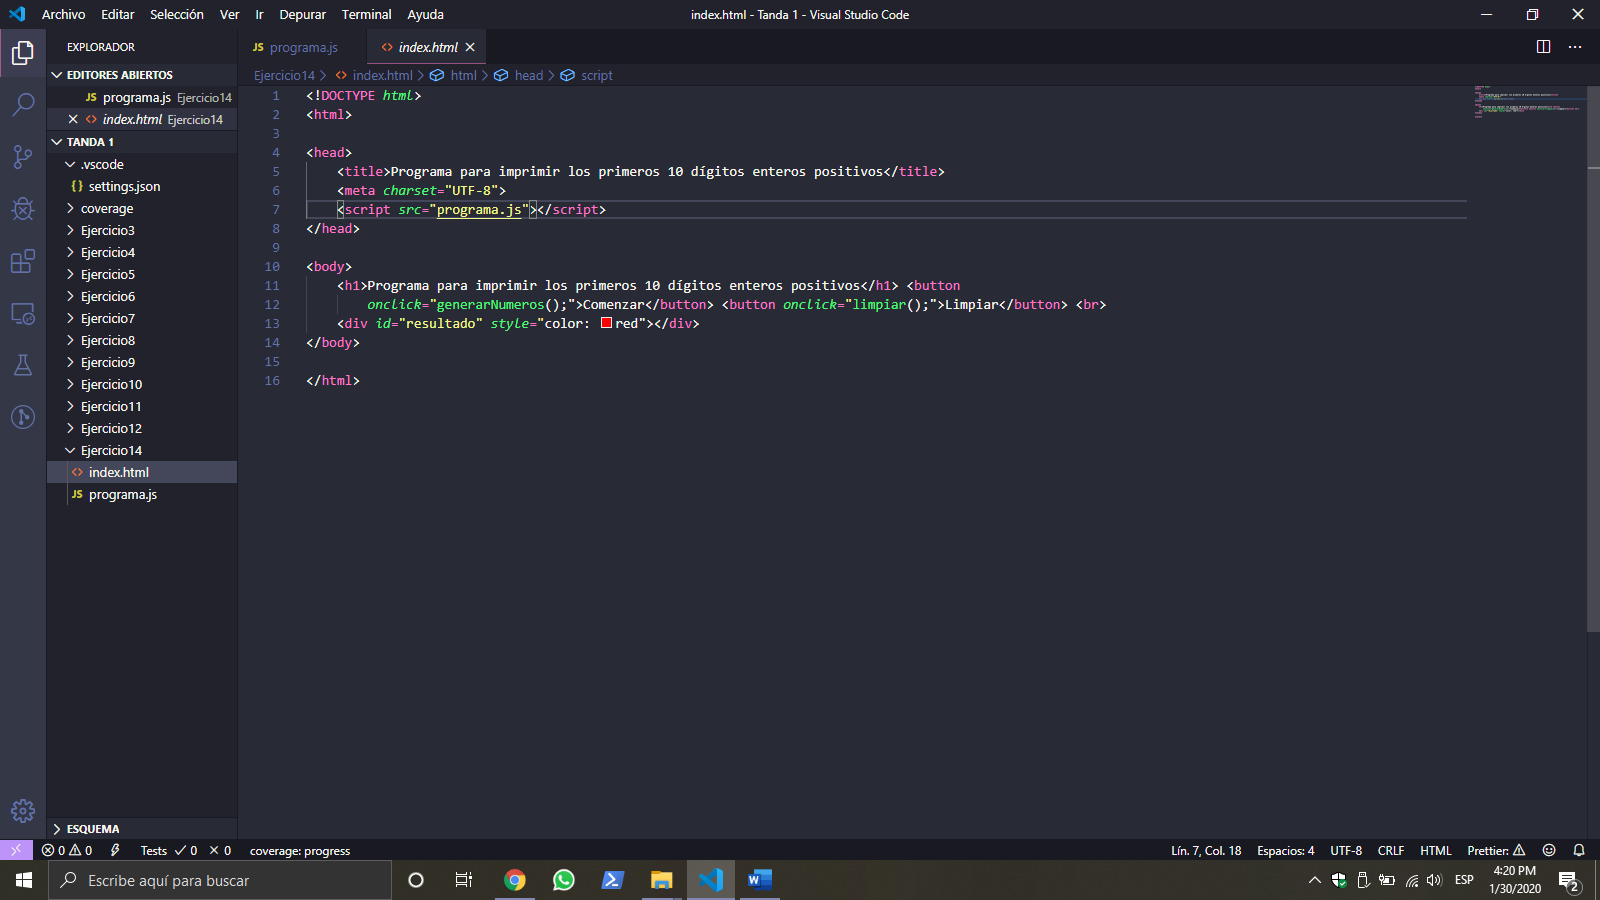 Archivo Editar Selección Ver Ir Depurar Terminal Ayuda
index.html - Tanda 1 - Visual Studio Code
EXPLORADOR
EDITORES ABIERTOS
JS programa.js Ejercicio14
index.html Ejercicio14
TANDA 1
.vscode
{} settings.json
coverage
Ejercicio3
Ejercicio4
Ejercicio5
Ejercicio6
Ejercicio7
Ejercicio8
Ejercicio9
Ejercicio10
Ejercicio11
Ejercicio12
Ejercicio14
index.html
JS programa.js
ESQUEMA
JS programa.js
index.html
Ejercicio14 > index.html > html > head > script
1 <!DOCTYPE html>
2 <html>
3
4 <head>
5 <title>Programa para imprimir los primeros 10 dígitos enteros positivos</title>
6 <meta charset="UTF-8">
7 <script src="programa.js"></script>
8 </head>
9
10 <body>
11 <h1>Programa para imprimir los primeros 10 dígitos enteros positivos</h1> <button
12 onclick="generarNumeros();">Comenzar</button> <button onclick="limpiar();">Limpiar</button> <br>
13 <div id="resultado" style="color: red"></div>
14 </body>
15
16 </html>
0 0 Tests 0 0 coverage: progress
Lín. 7, Col. 18 Espacios: 4 UTF-8 CRLF HTML Prettier:
Escribe aquí para buscar
ESP
4:20 PM
1/30/2020
2